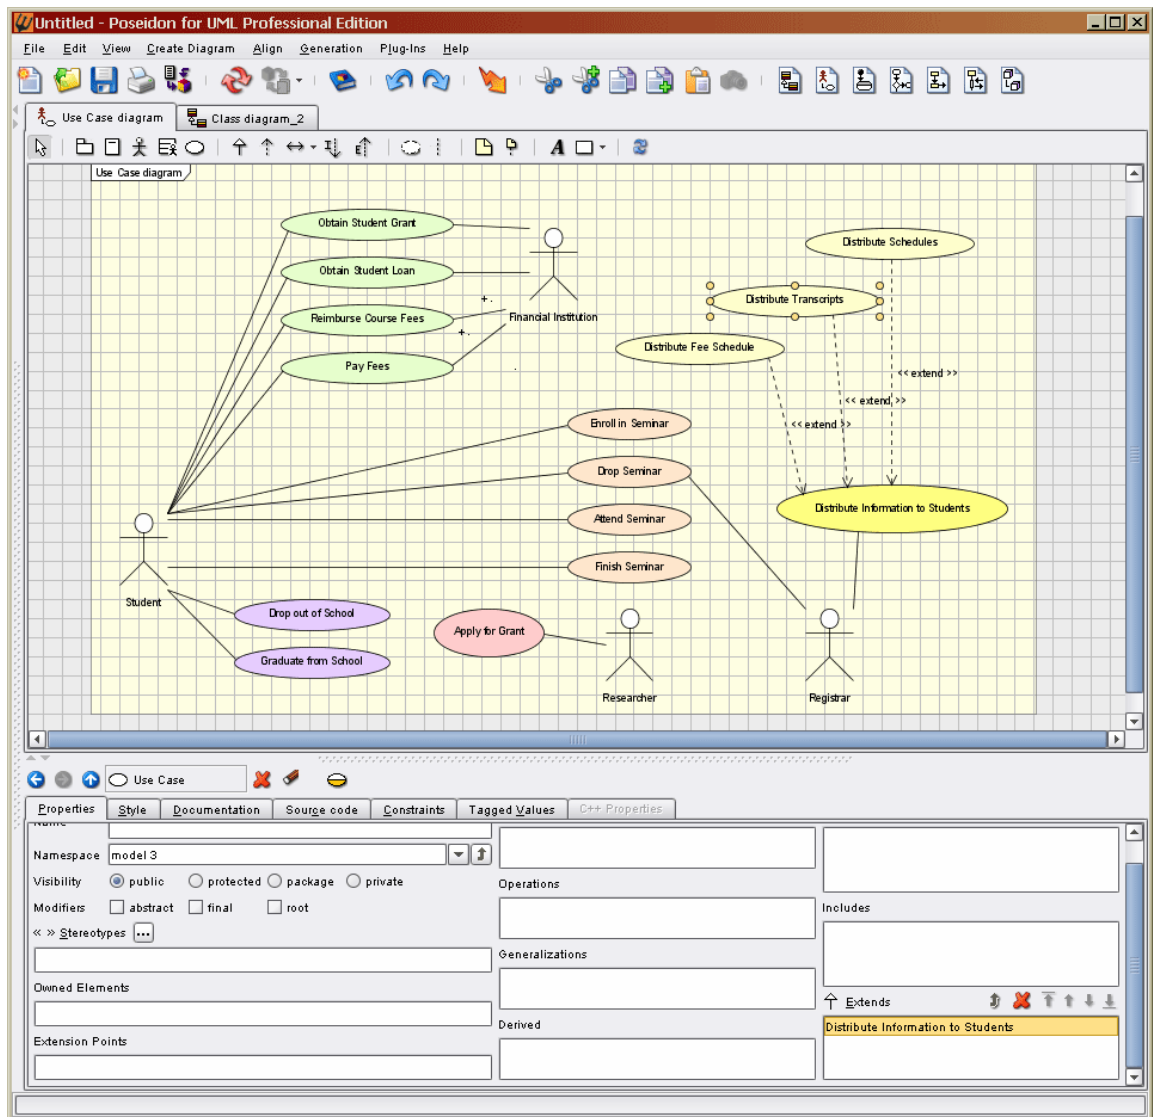 Untitled - Poseidon for UML Professional Edition
File Edit View Create Diagram Align Generation Plug-Ins Help
Use Case diagram Class diagram_2
A
Use Case diagram
Obtain Student Grant
Distribute Schedules
Obtain Student Loan
Distribute Transcripts
+.
Reimburse Course Fees
Financial Institution
+.
Distribute Fee Schedule
Pay Fees
<< extend >>
<< extend >>
Enroll in Seminar
<< extend >>
Drop Seminar
Distribute Information to Students
Attend Seminar
Finish Seminar
Student
Drop out of School
Apply for Grant
Graduate from School
Researcher
Registrar
Use Case
Properties Style Documentation Source code Constraints Tagged Values C++ Properties
Name
Namespace model 3
Visibility public protected package private
Operations
Modifiers abstract final root
Includes
« » Stereotypes ...
Generalizations
Owned Elements
Extends
Derived
Distribute Information to Students
Extension Points